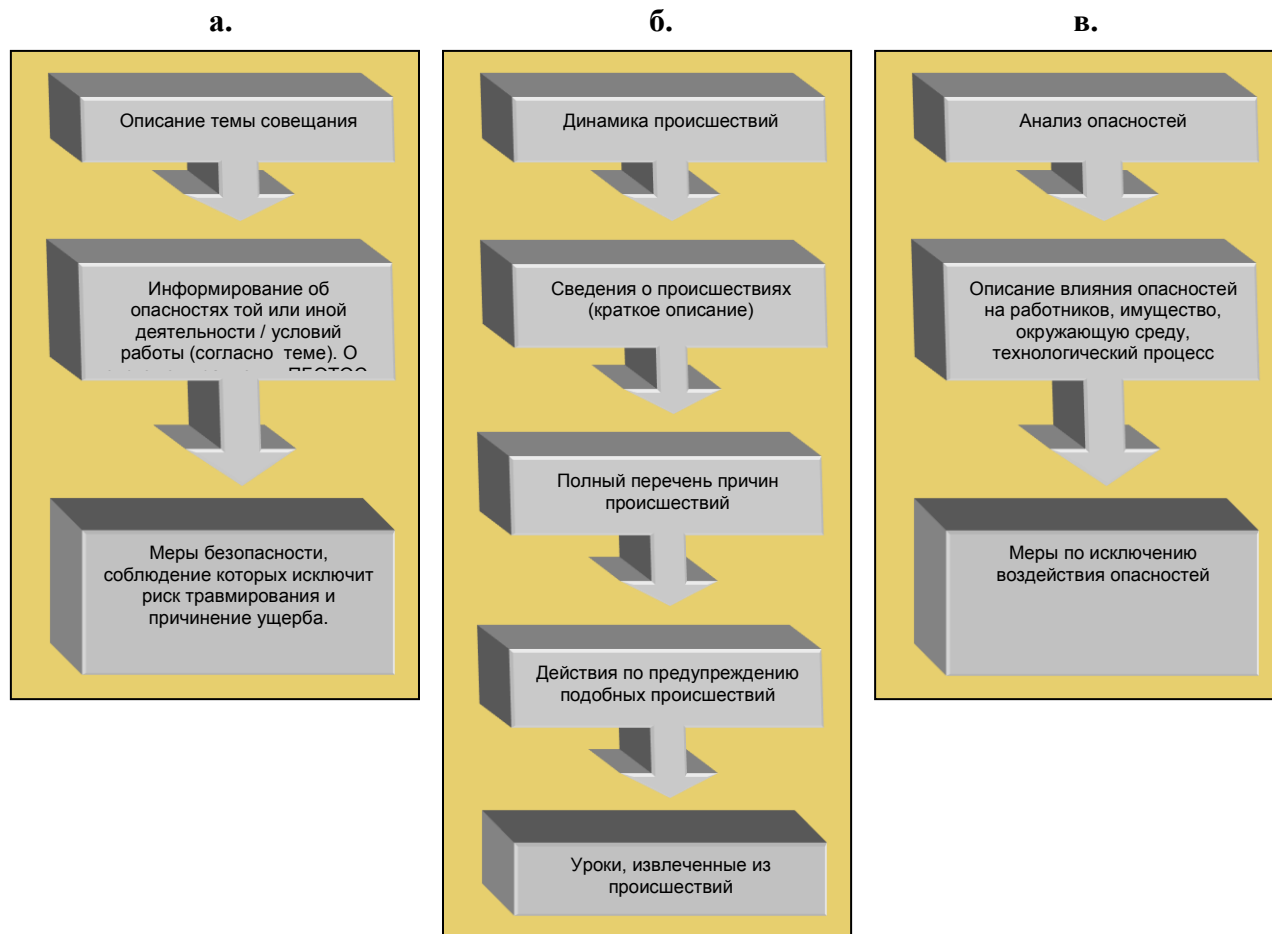 а.
Описание темы совещания
Информирование об
опасностях той или иной
деятельности / условий
работы (согласно теме). О
б.
Динамика происшествий
Сведения о происшествиях
(краткое описание)
Полный перечень причин
происшествий
Действия по предупреждению
подобных происшествий
Уроки, извлеченные из
происшествий
в.
Анализ опасностей
Описание влияния опасностей
на работников, имущество,
окружающую среду,
технологический процесс
Меры по исключению
воздействия опасностей
Меры безопасности,
соблюдение которых исключит
риск травмирования и
причинение ущерба.